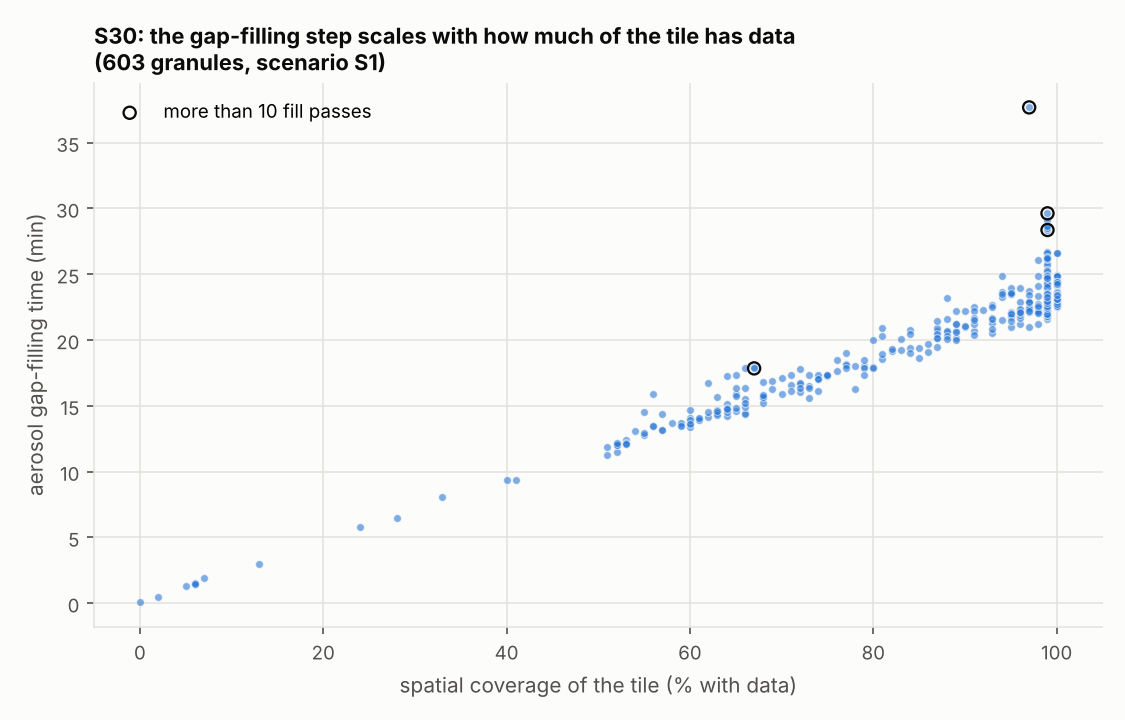 S30: the gap-filling step scales with how much of the tile has data
(603 granules, scenario S1)
more than 10 fill passes
aerosol gap-filling time (min)
35
30
25
20
15
10
5
0
0 20 40 60 80 100
spatial coverage of the tile (% with data)